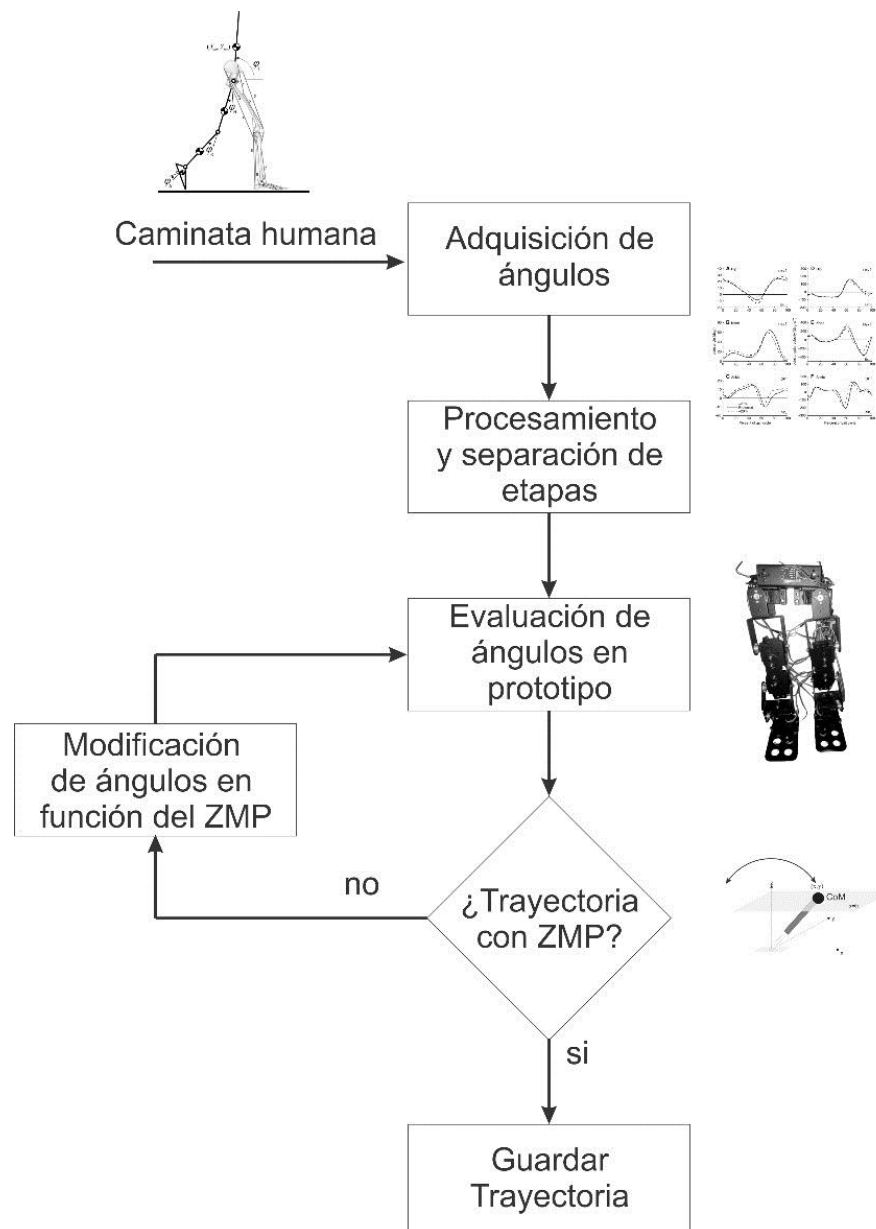 Caminata humana
Adquisición de
ángulos
Procesamiento
y separación de
etapas
Evaluación de
ángulos en
prototipo
Modificación
de ángulos en
función del ZMP
no
¿Trayectoria
con ZMP?
CoM
si
Guardar
Trayectoria